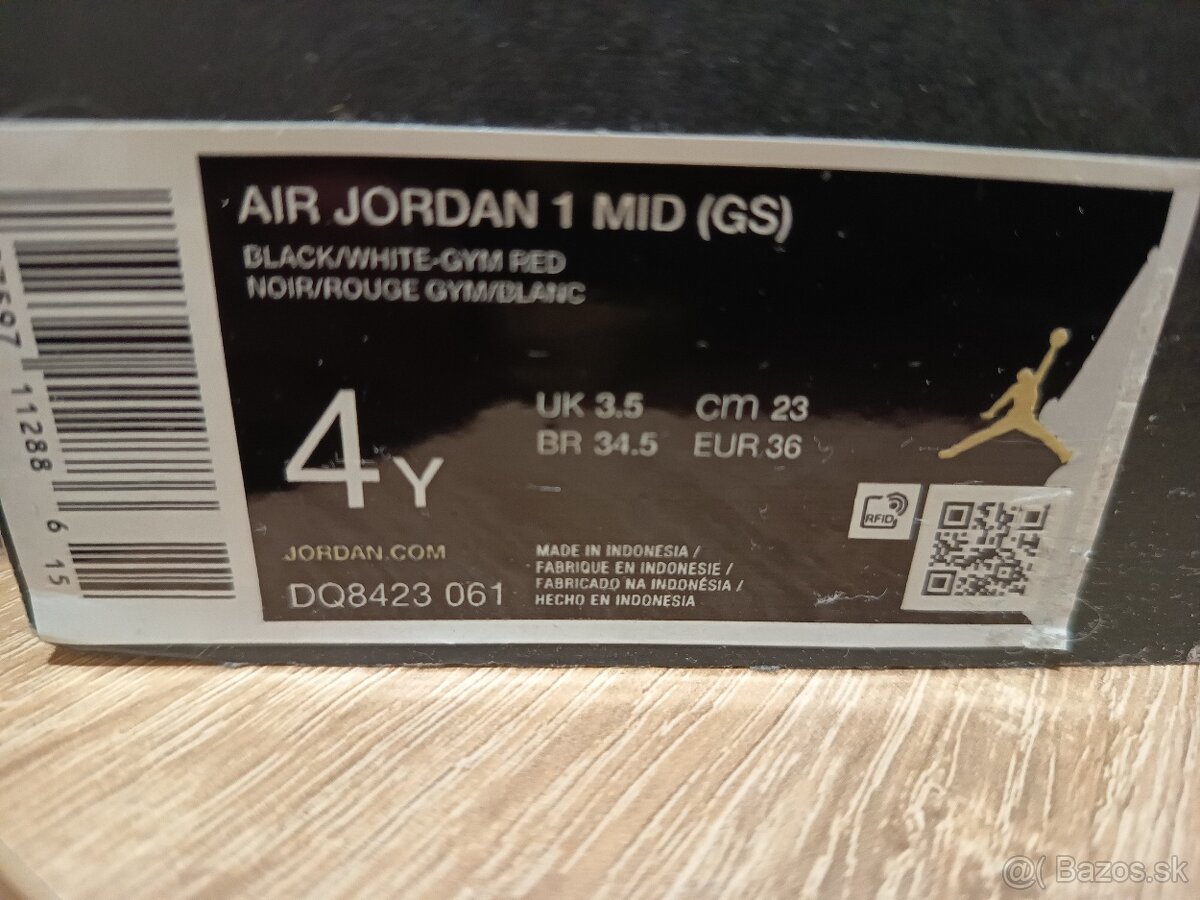 AIR JORDAN 1 MID (GS)
BLACK/WHITE-GYM RED
NOIR/ROUGE GYM/BLANC
4Y
UK 3.5 cm 23
BR 34.5 EUR 36
RFID
JORDAN.COM
DQ8423 061
MADE IN INDONESIA /
FABRIQUE EN INDONESIE /
FABRICADO NA INDONÉSIA /
HECHO EN INDONESIA
11288 6 15
@( Bazos.sk